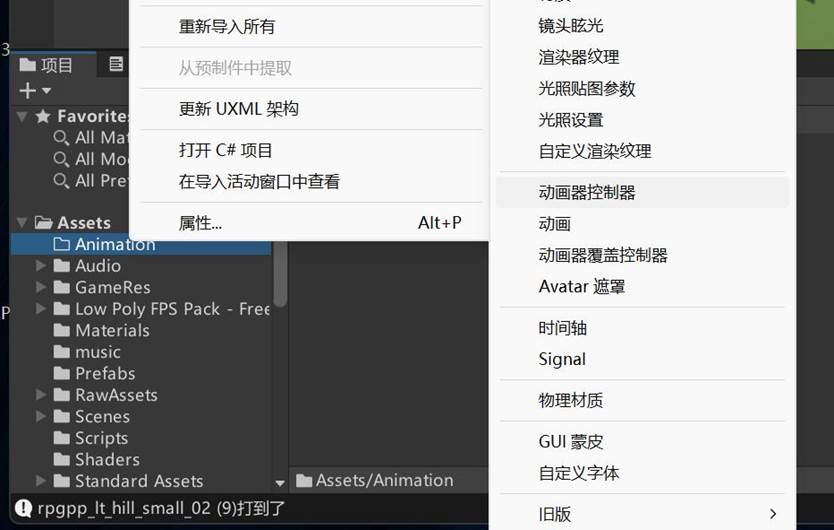 3
项目
Favorite
All Mat
All Mo
All Pre
Assets
Animation
Audio
GameRes
Low Poly FPS Pack - Free
Materials
music
Prefabs
RawAssets
Scenes
Scripts
Shaders
Standard Assets
P
重新导入所有
从预制件中提取
更新 UXML 架构
打开 C# 项目
在导入活动窗口中查看
属性... Alt+P
镜头眩光
渲染器纹理
光照贴图参数
光照设置
自定义渲染纹理
动画器控制器
动画
动画器覆盖控制器
Avatar 遮罩
时间轴
Signal
物理材质
GUI 蒙皮
自定义字体
旧版
Assets/Animation
rpgpp_lt_hill_small_02 (9)打到了